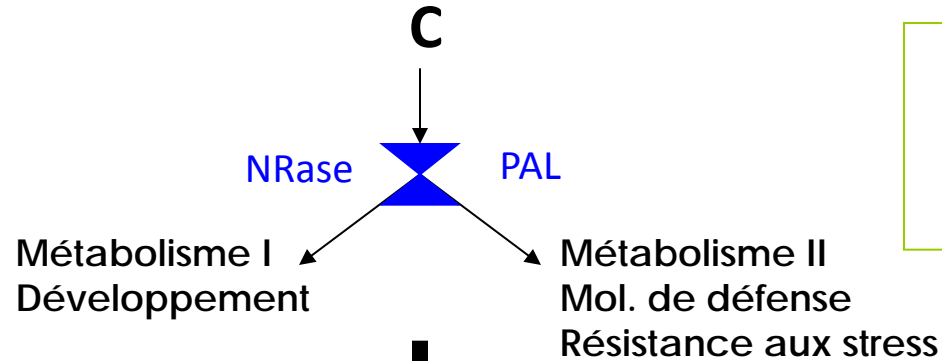 C
NRase PAL
Métabolisme I
Développement
Métabolisme II
Mol. de défense
Résistance aux stress